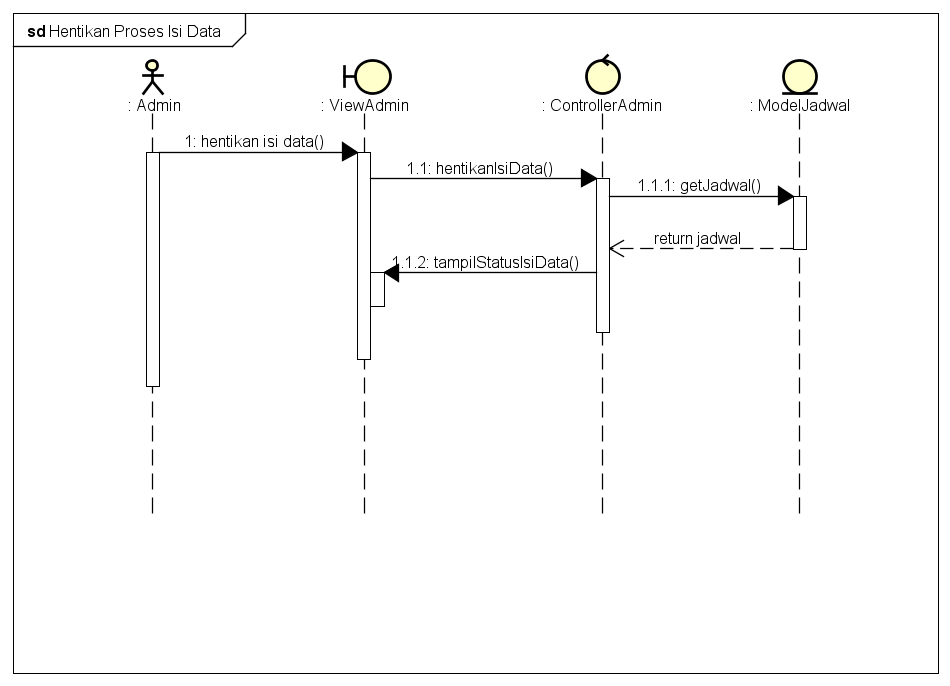 sd Hentikan Proses Isi Data
: Admin
: ViewAdmin
: ControllerAdmin
: ModelJadwal
1: hentikan isi data()
1.1: hentikanIsiData()
1.1.1: getJadwal()
return jadwal
1.1.2: tampilStatusIsiData()